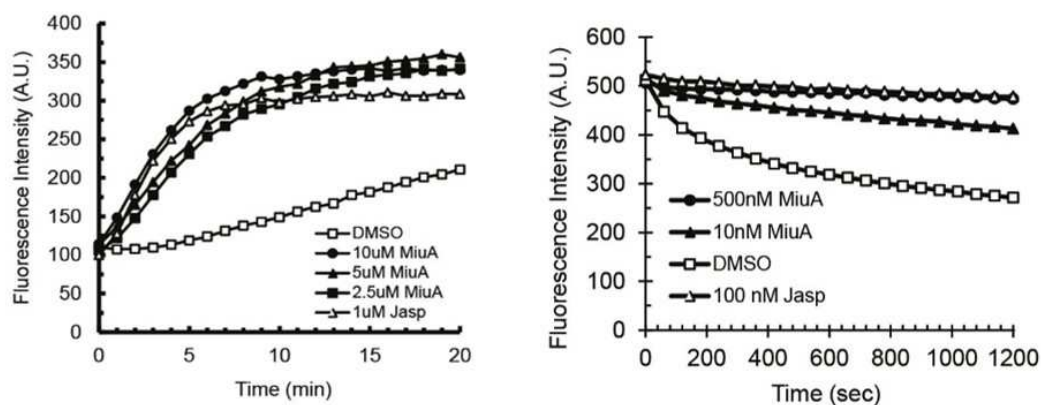 Fluorescence Intensity (A.U.)
400
350
300
250
200
150
100
50
0
0
5
10
15
20
Time (min)
DMSO
10uM MiuA
5uM MiuA
2.5uM MiuA
1uM Jasp
Fluorescence Intensity (A.U.)
600
500
400
300
200
100
0
0
200
400
600
800
1000
1200
Time (sec)
500nM MiuA
10nM MiuA
DMSO
100 nM Jasp